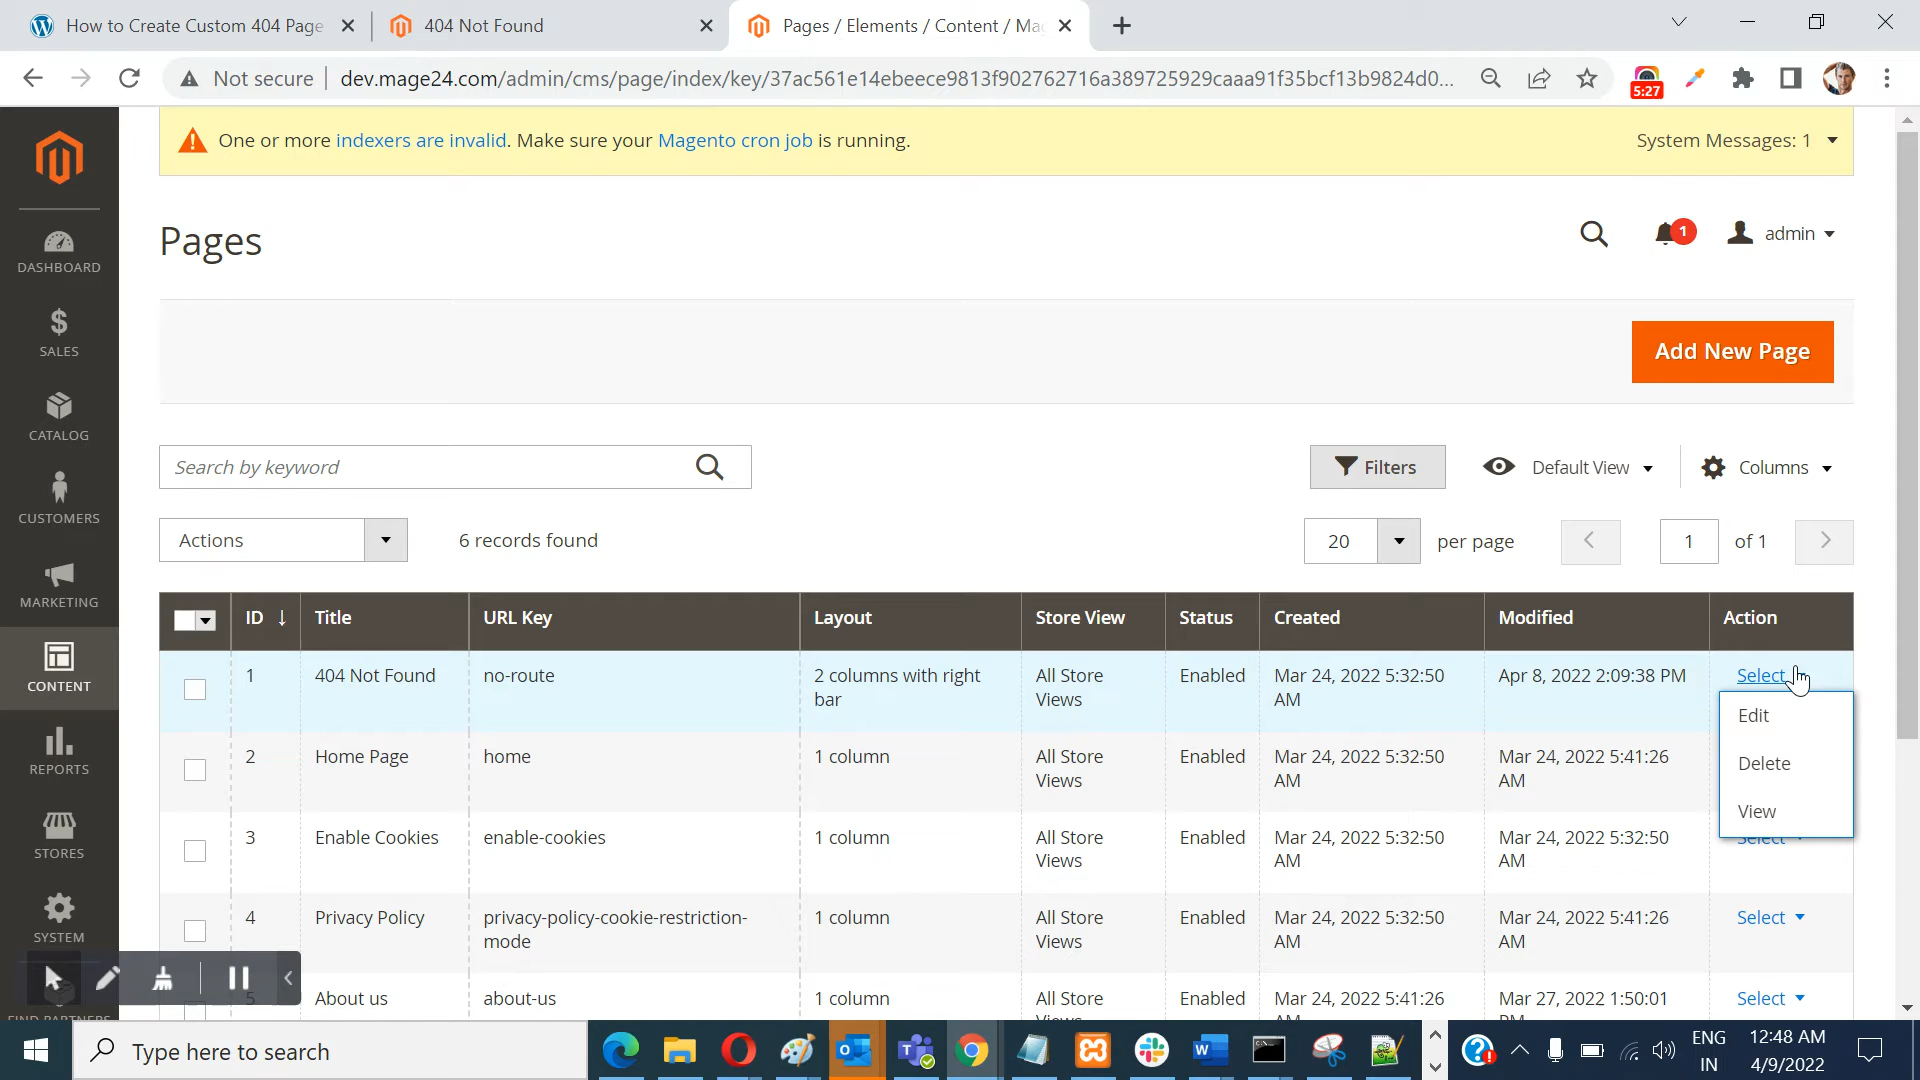 How to Create Custom 404 Page
404 Not Found
Pages / Elements / Content / Mag
Not secure
dev.mage24.com/admin/cms/page/index/key/37ac561e14ebeece9813f902762716a389725929caaa91f35bcf13b9824d0...
5:27
One or more indexers are invalid. Make sure your Magento cron job is running.
System Messages: 1
Pages
1
admin
Add New Page
DASHBOARD
SALES
CATALOG
CUSTOMERS
MARKETING
CONTENT
REPORTS
STORES
SYSTEM
FIND PARTNERS
Search by keyword
Filters
Default View
Columns
Actions
6 records found
20
per page
1
of 1
ID
Title
URL Key
Layout
Store View
Status
Created
Modified
Action
1
404 Not Found
no-route
2 columns with right
bar
All Store
Views
Enabled
Mar 24, 2022 5:32:50
AM
Apr 8, 2022 2:09:38 PM
Select
Edit
Delete
View
2
Home Page
home
1 column
All Store
Views
Enabled
Mar 24, 2022 5:32:50
AM
Mar 24, 2022 5:41:26
AM
3
Enable Cookies
enable-cookies
1 column
All Store
Views
Enabled
Mar 24, 2022 5:32:50
AM
Mar 24, 2022 5:32:50
AM
Select
4
Privacy Policy
privacy-policy-cookie-restriction-
mode
1 column
All Store
Views
Enabled
Mar 24, 2022 5:32:50
AM
Mar 24, 2022 5:41:26
AM
Select
5
About us
about-us
1 column
All Store
Views
Enabled
Mar 24, 2022 5:41:26
AM
Mar 27, 2022 1:50:01
PM
Select
Type here to search
ENG
IN
12:48 AM
4/9/2022